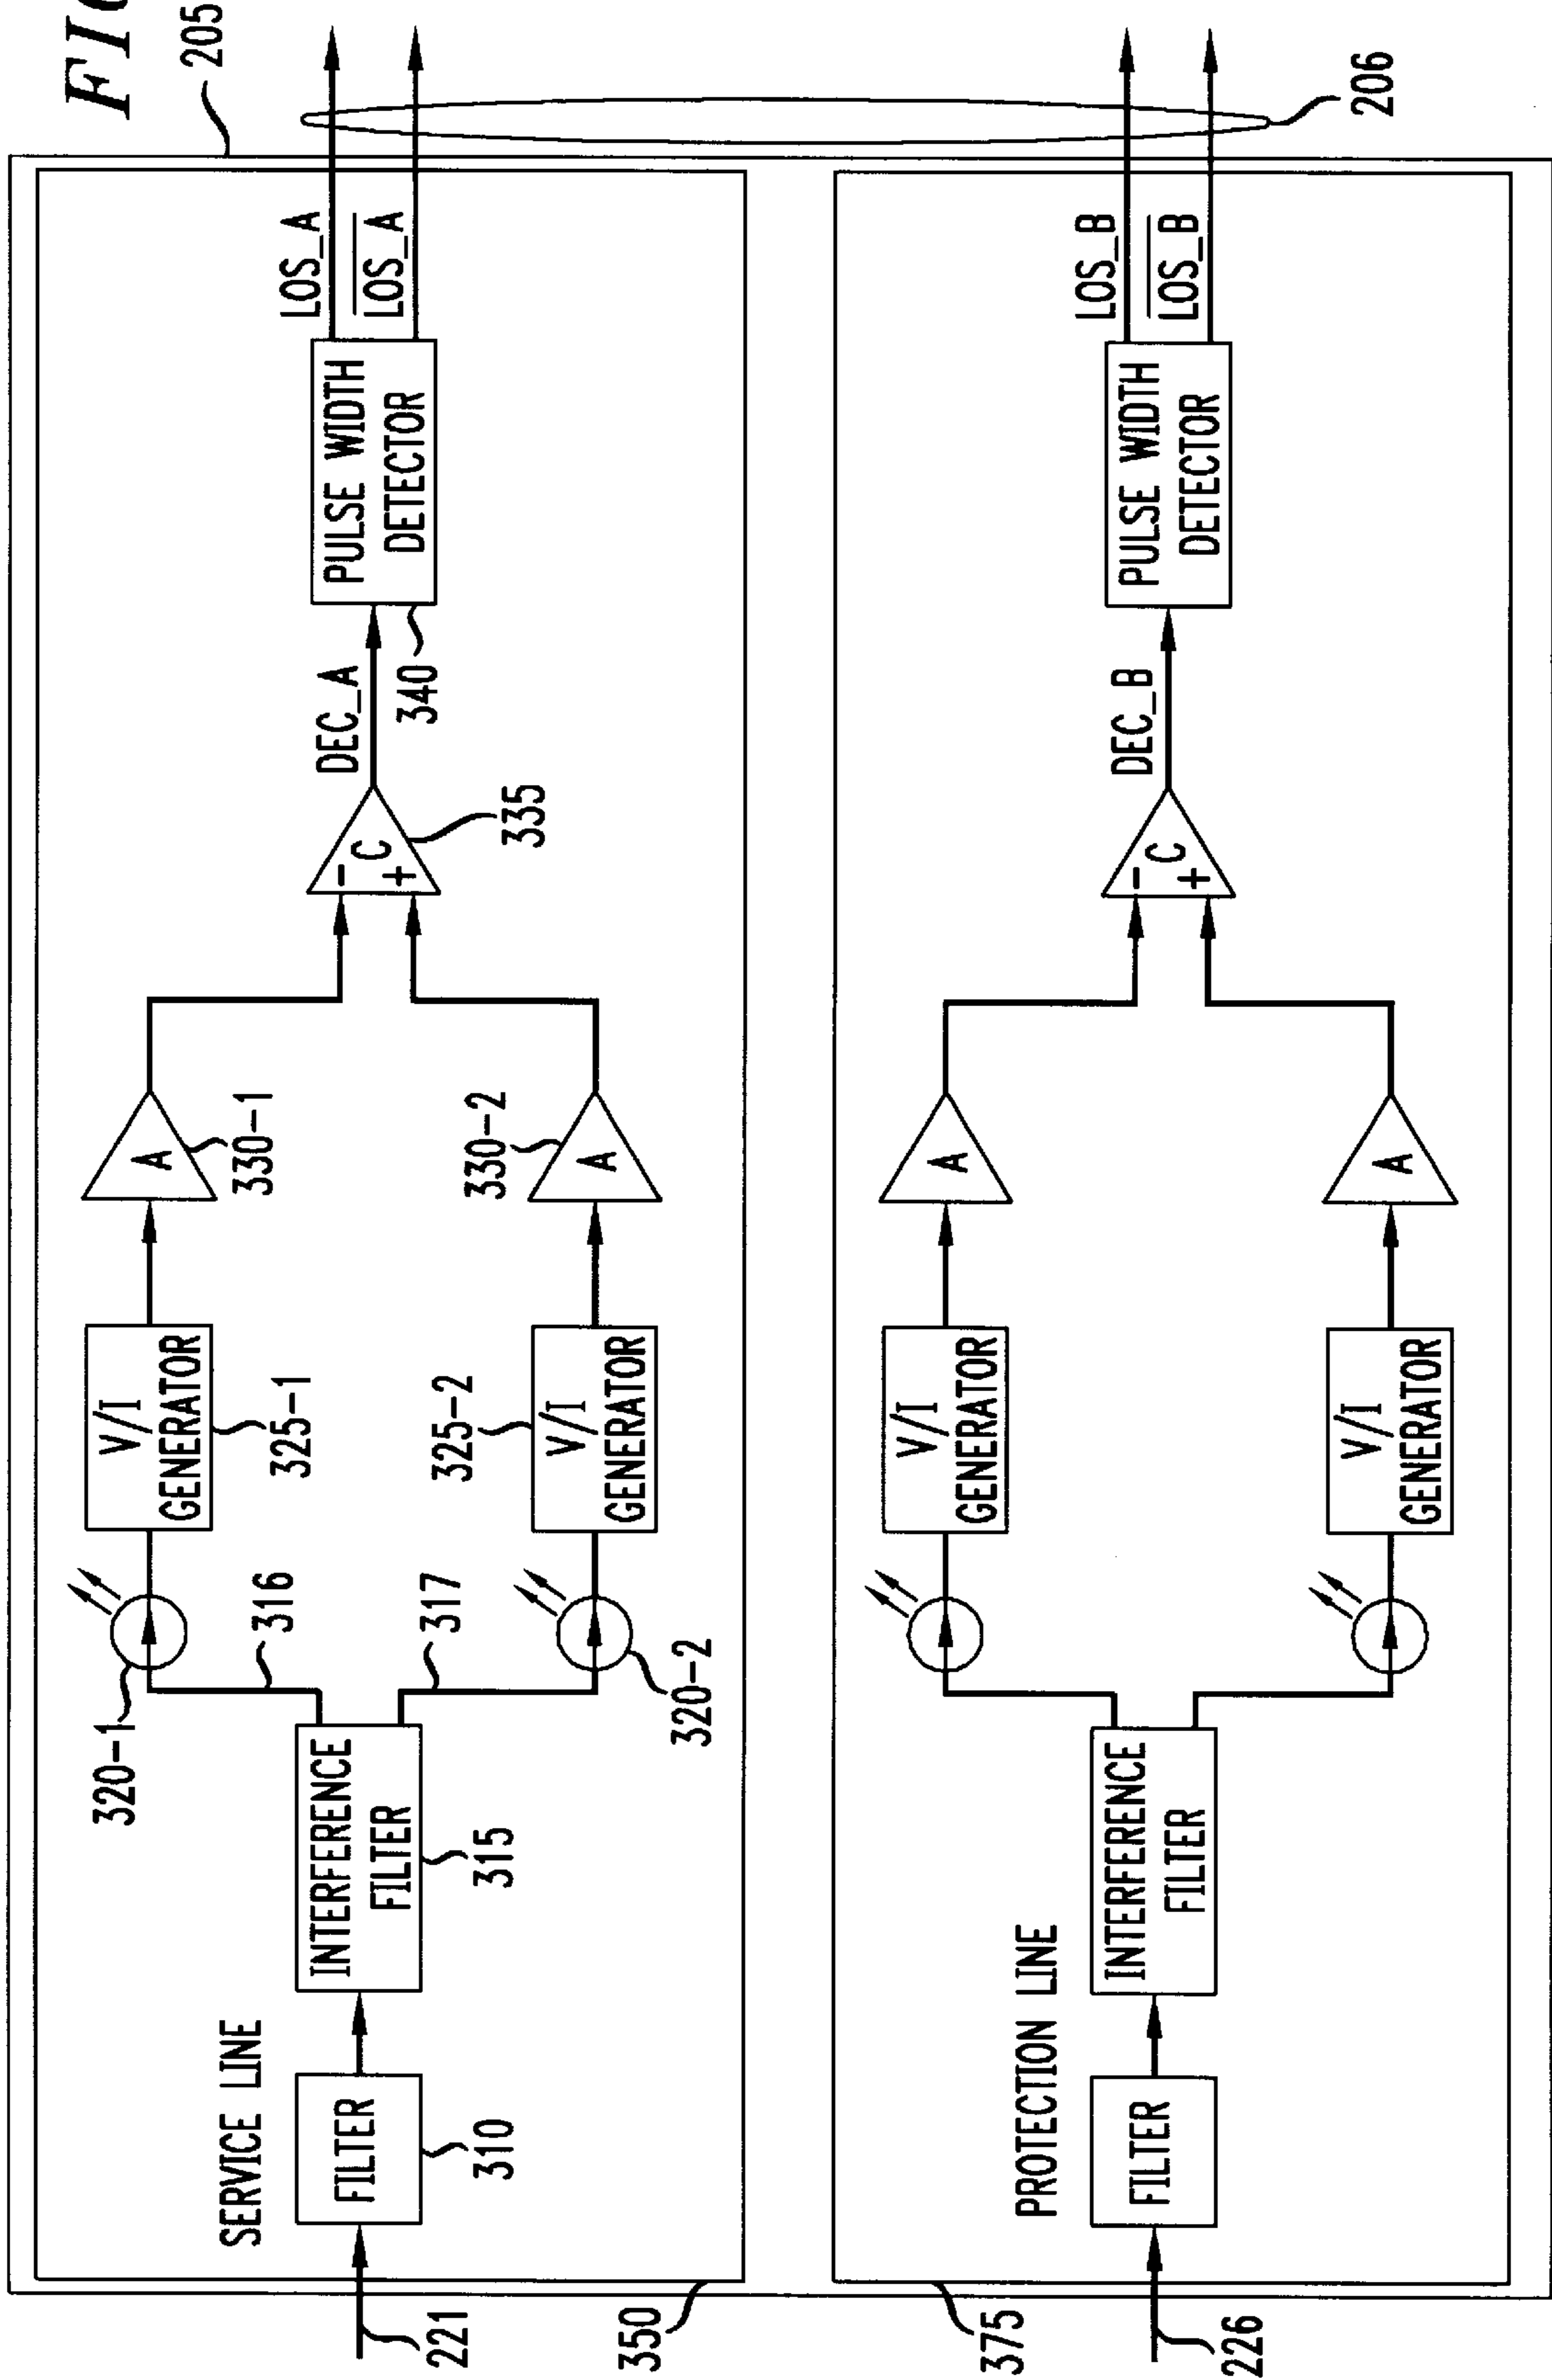 FIG
205
206
SERVICE LINE
221
FILTER
310
INTERFERENCE
FILTER
315
316
317
320-1
320-2
V/I
GENERATOR
325-1
V/I
GENERATOR
325-2
A
330-1
A
330-2
-
C
+
335
DEC_A
PULSE WIDTH
DETECTOR
340
LOS_A
LOS_A
350
PROTECTION LINE
226
FILTER
INTERFERENCE
FILTER
V/I
GENERATOR
V/I
GENERATOR
A
A
-
C
+
DEC_B
PULSE WIDTH
DETECTOR
LOS_B
LOS_B
375